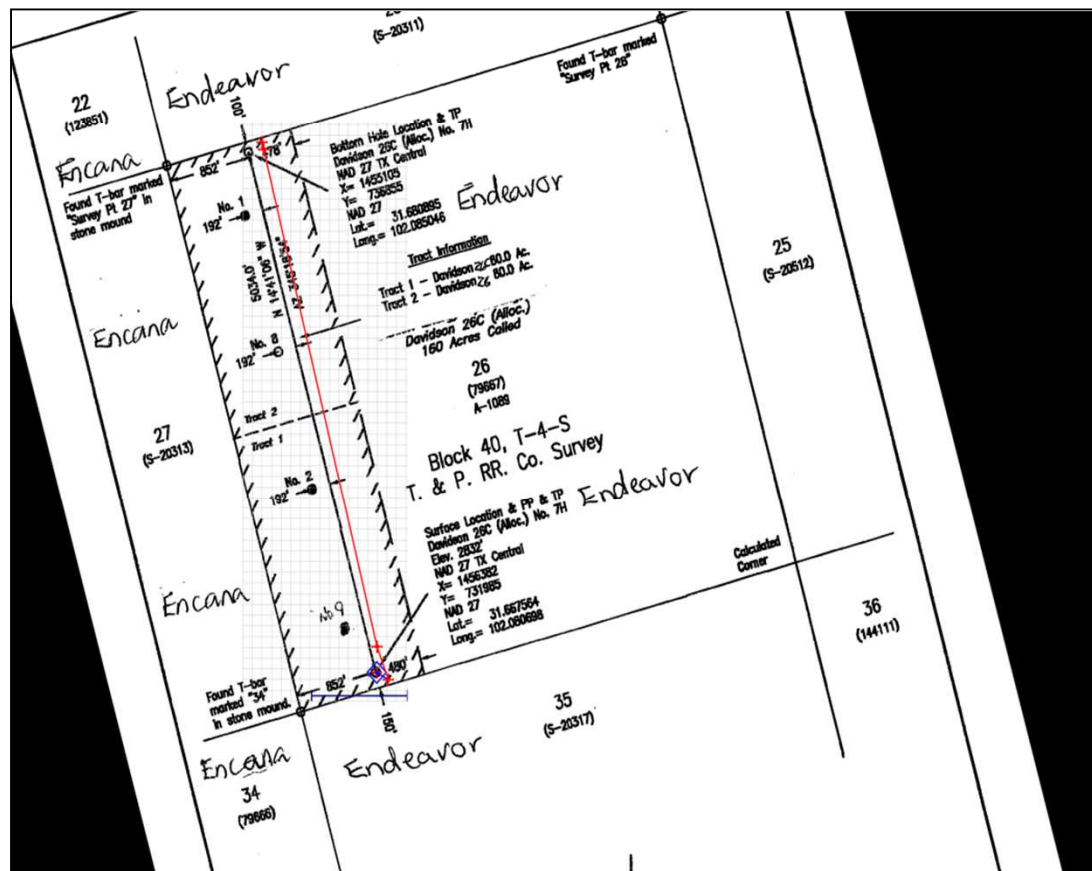 (S-20311)
Endeavor
22
(123851)
Encana
Found T-bar marked
"Survey Pt 27" in
stone mound
Found T-bar marked
"Survey Pt 26"
100'
852'
78'
No. 1
192'
Bottom Hole Location & TP
Davidson 26C (Alloc.) No. 7H
NAD 27 TX Central
X= 1455105
Y= 736855
NAD 27
Lat.= 31.680895
Long.= 102.085046
Endeavor
Tract Information
Tract 1 - Davidson 26 80.0 Ac.
Tract 2 - Davidson 26 80.0 Ac.
Davidson 26C (Alloc.)
160 Acres Called
26
(79667)
A-1089
25
(S-20512)
Encana
No. 8
192'
Tract 2
Tract 1
27
(S-20313)
Block 40, T-4-S
T. & P. RR. Co. Survey
No. 2
192'
Surface Location & PP & TP
Davidson 26C (Alloc.) No. 7H
Elev. 2832'
NAD 27 TX Central
X= 1456382
Y= 731985
NAD 27
Lat.= 31.667564
Long.= 102.080698
Endeavor
Calculated
Corner
Encana
No 9
36
(144111)
Found T-bar
marked "34"
in stone mound.
852'
480'
150'
35
(S-20317)
Encana
Endeavor
34
(79866)